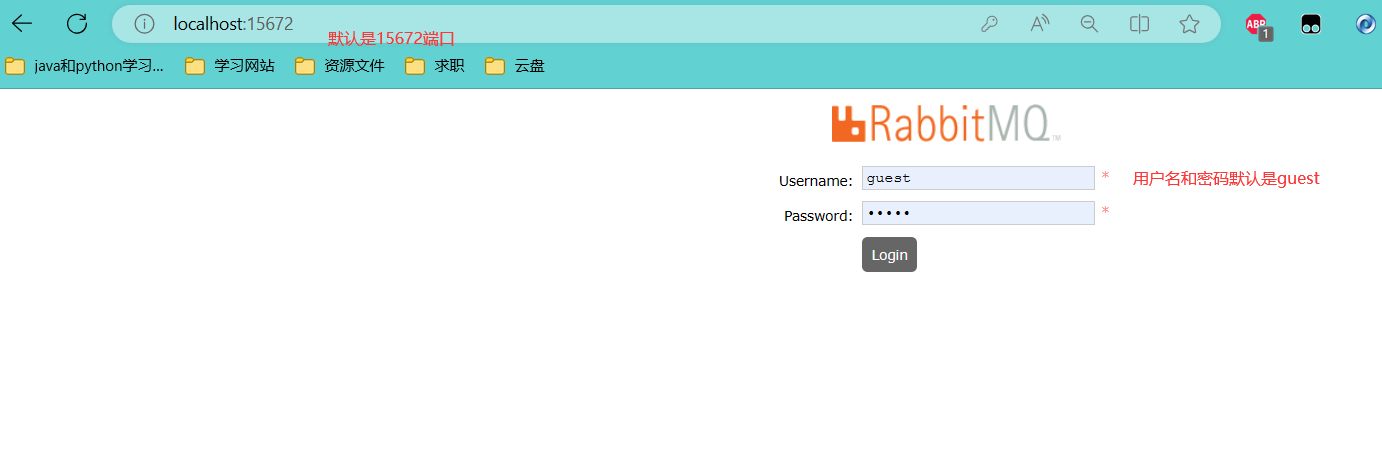 localhost:15672
默认是15672端口
ABP
1
java和python学习...
学习网站
资源文件
求职
云盘
RabbitMQ™
Username:
guest
*
用户名和密码默认是guest
Password:
•••••
*
Login